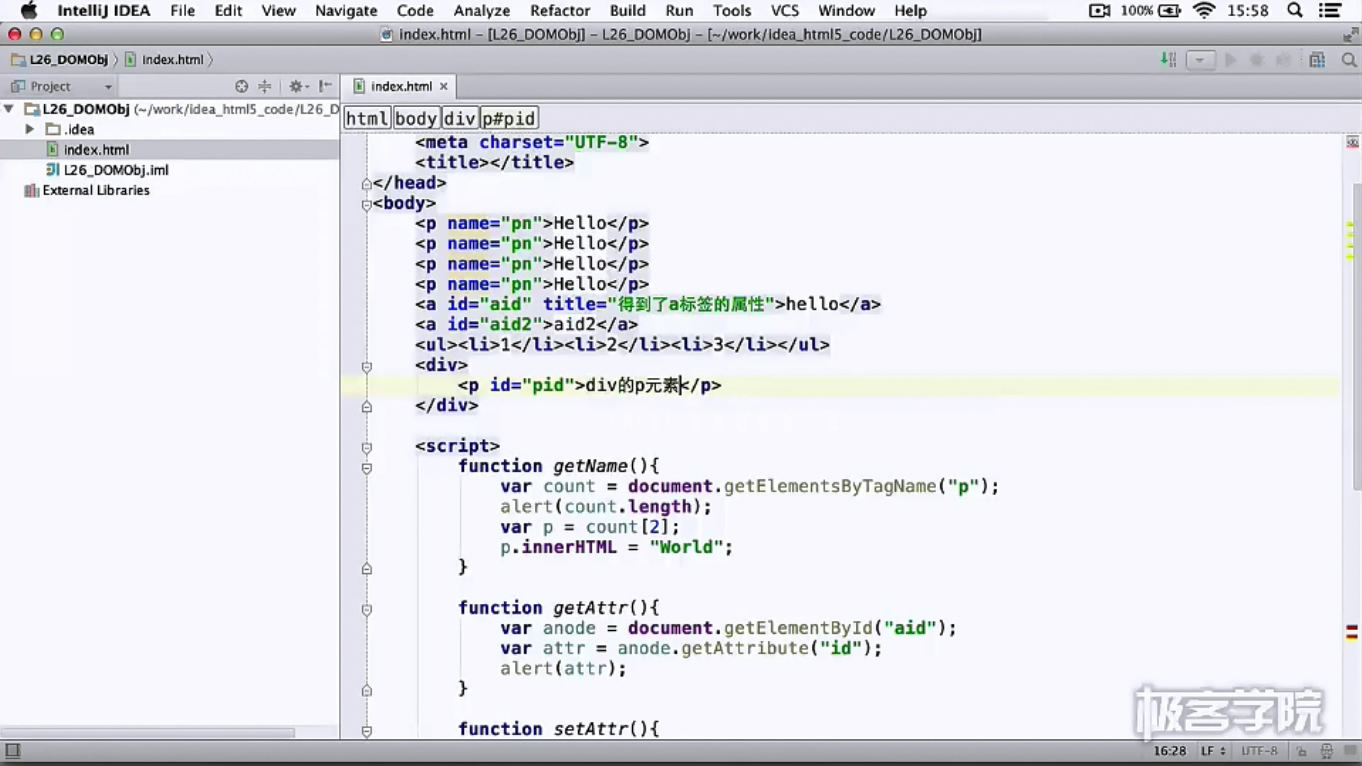 IntelliJ IDEA File Edit View Navigate Code Analyze Refactor Build Run Tools VCS Window Help 100% 15:58
index.html – [L26_DOMObj] – L26_DOMObj – [~/work/idea_html5_code/L26_DOMObj]
L26_DOMObj index.html
Project index.html
L26_DOMObj (~/work/idea_html5_code/L26_D
.idea
index.html
L26_DOMObj.iml
External Libraries
html body div p#pid
<meta charset="UTF-8">
<title></title>
</head>
<body>
<p name="pn">Hello</p>
<p name="pn">Hello</p>
<p name="pn">Hello</p>
<p name="pn">Hello</p>
<a id="aid" title="得到了a标签的属性">hello</a>
<a id="aid2">aid2</a>
<ul><li>1</li><li>2</li><li>3</li></ul>
<div>
<p id="pid">div的p元素</p>
</div>
<script>
function getName(){
var count = document.getElementsByTagName("p");
alert(count.length);
var p = count[2];
p.innerHTML = "World";
}
function getAttr(){
var anode = document.getElementById("aid");
var attr = anode.getAttribute("id");
alert(attr);
}
function setAttr(){
极客学院
16:28 LF UTF-8